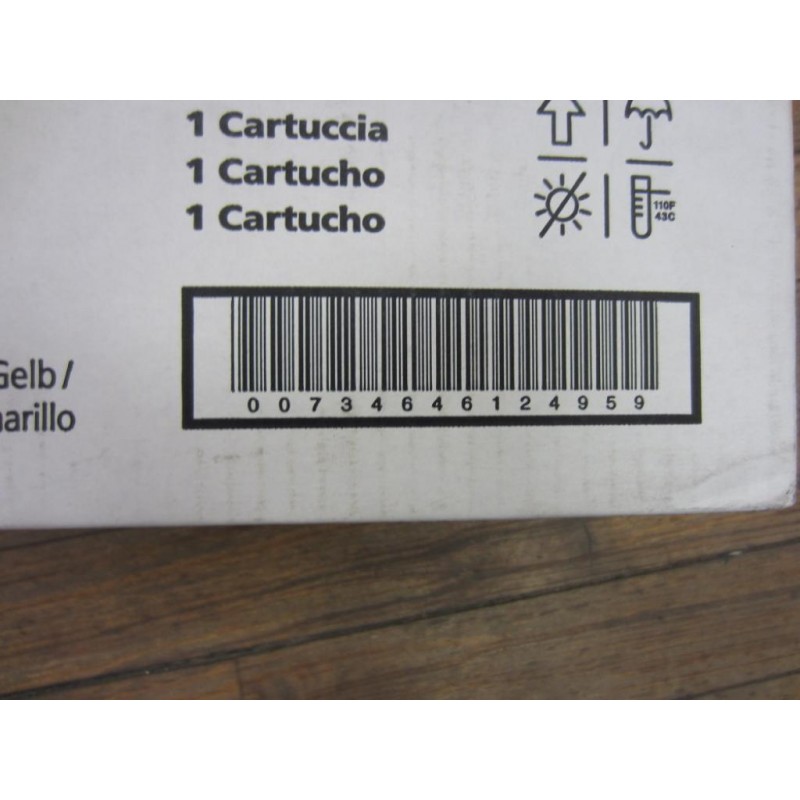 1 Cartuccia
1 Cartucho
1 Cartucho
110F
43C
Gelb /
arillo
0 0 7 3 4 6 4 6 1 2 4 9 5 9